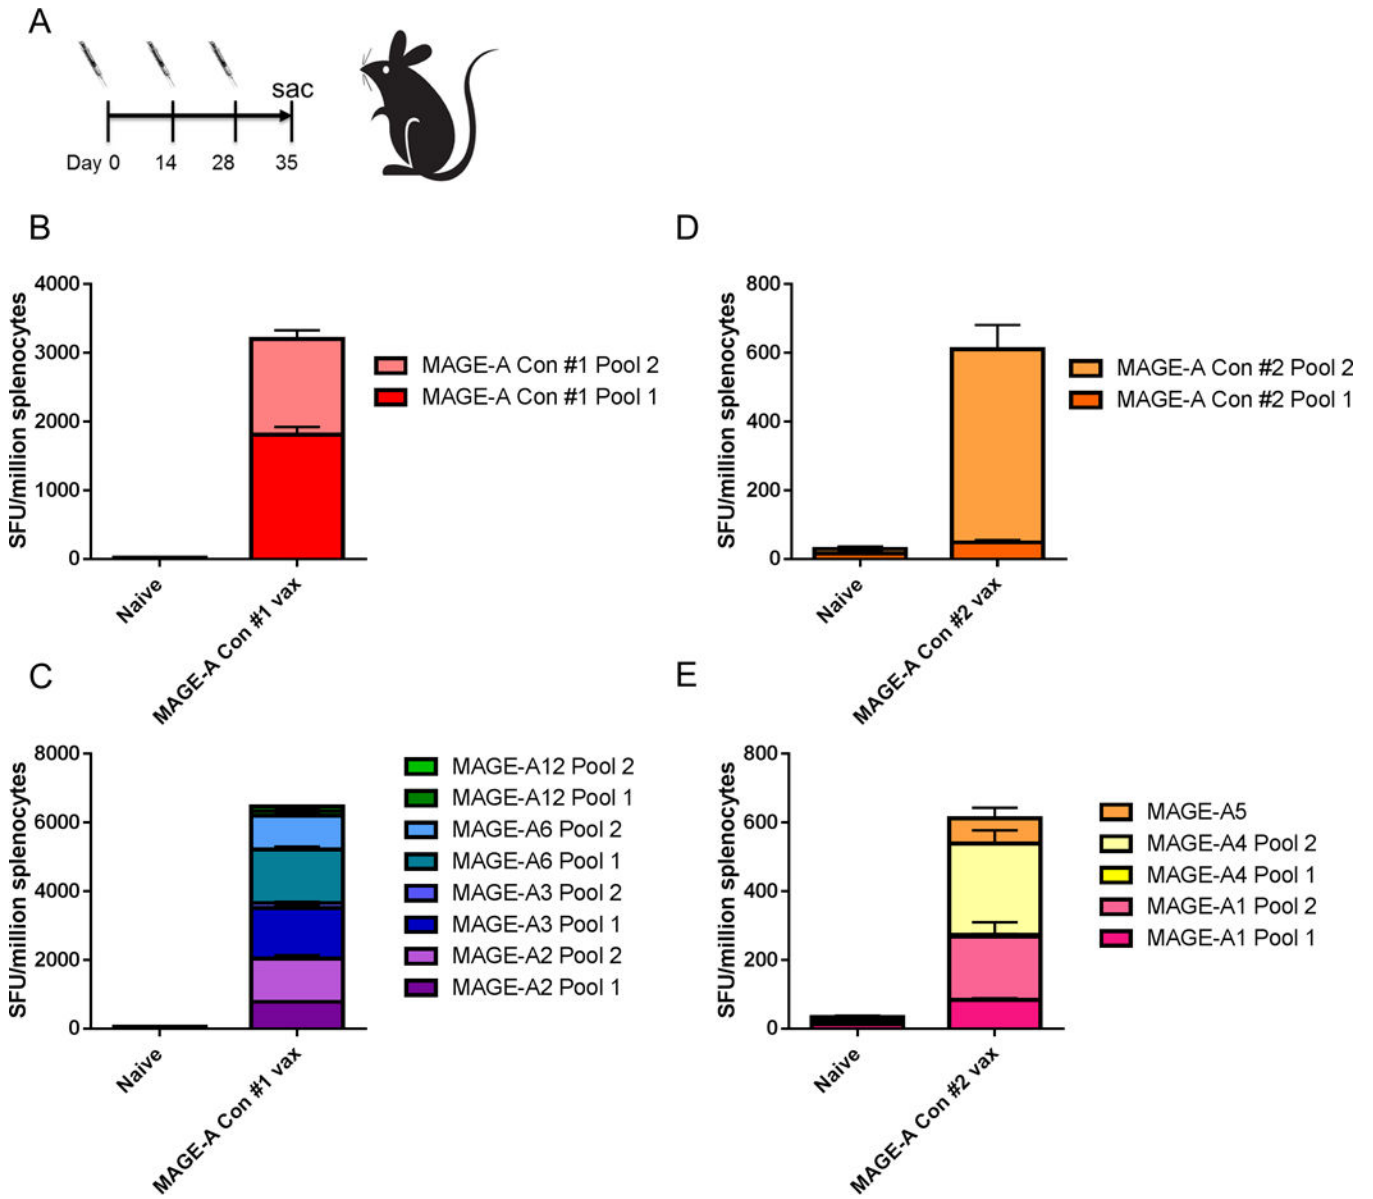 A
sac
Day 0 14 28 35
B
SFU/million splenocytes
4000
3000
2000
1000
0
Naive
MAGE-A Con #1 vax
MAGE-A Con #1 Pool 2
MAGE-A Con #1 Pool 1
D
SFU/million splenocytes
800
600
400
200
0
Naive
MAGE-A Con #2 vax
MAGE-A Con #2 Pool 2
MAGE-A Con #2 Pool 1
C
SFU/million splenocytes
8000
6000
4000
2000
0
Naive
MAGE-A Con #1 vax
MAGE-A12 Pool 2
MAGE-A12 Pool 1
MAGE-A6 Pool 2
MAGE-A6 Pool 1
MAGE-A3 Pool 2
MAGE-A3 Pool 1
MAGE-A2 Pool 2
MAGE-A2 Pool 1
E
SFU/million splenocytes
800
600
400
200
0
Naive
MAGE-A Con #2 vax
MAGE-A5
MAGE-A4 Pool 2
MAGE-A4 Pool 1
MAGE-A1 Pool 2
MAGE-A1 Pool 1